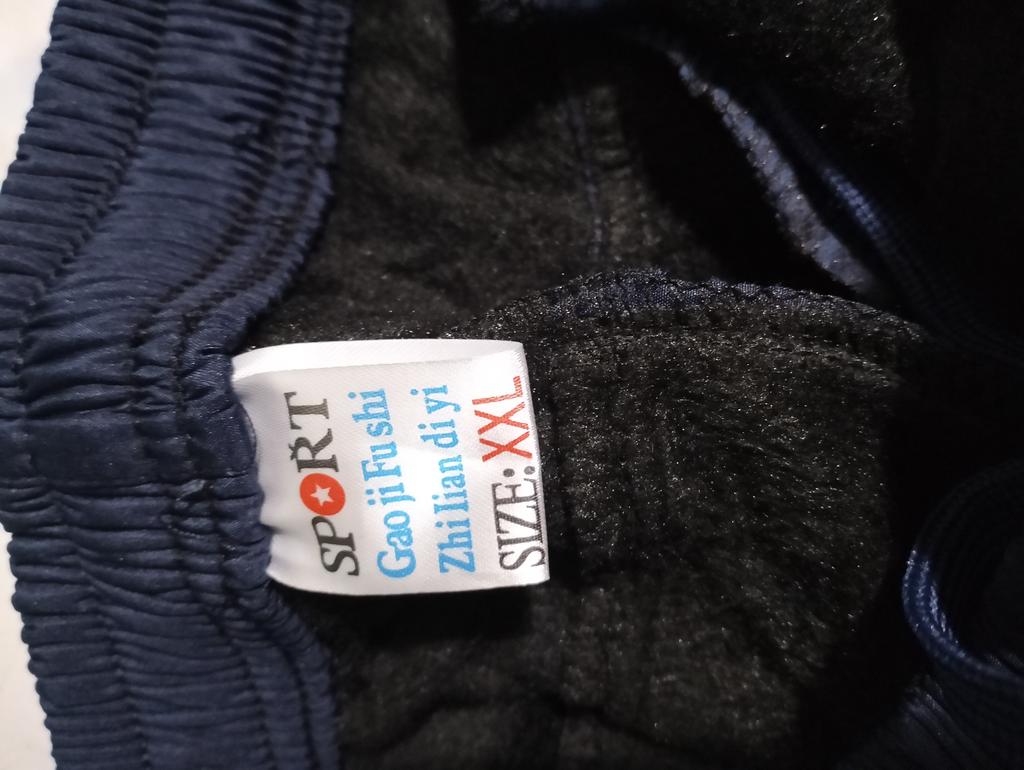 SPORT
Gao ji Fu shi
Zhi lian di yi
SIZE: XXL